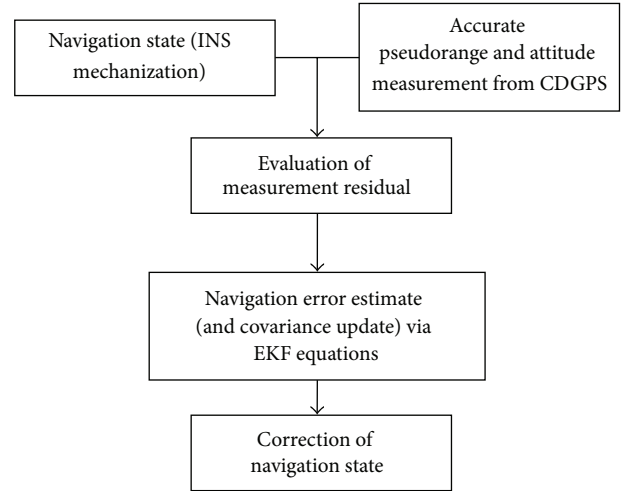 Navigation state (INS
mechanization)
Accurate
pseudorange and attitude
measurement from CDGPS
Evaluation of
measurement residual
Navigation error estimate
(and covariance update) via
EKF equations
Correction of
navigation state